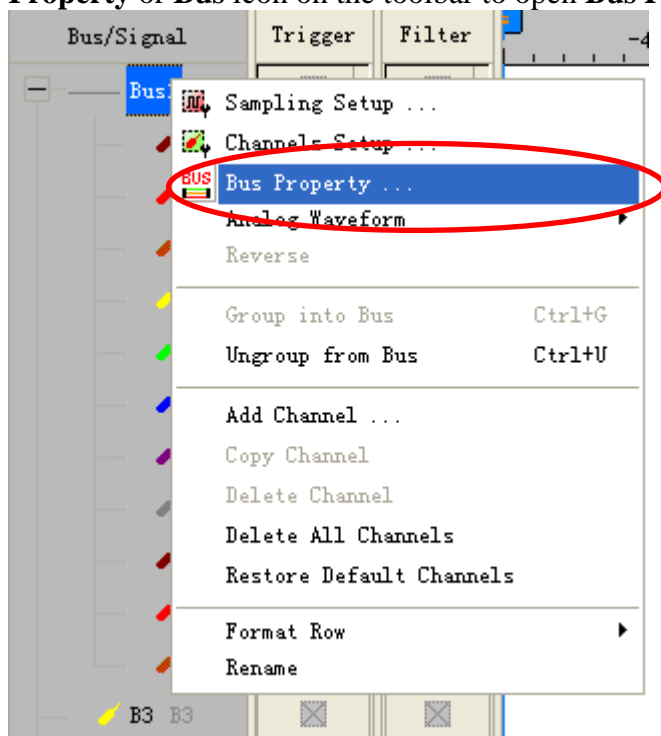 Property or Bus icon on the toolbar to open Bus
Bus/Signal Trigger Filter
Bus
Sampling Setup ...
Channels Setup ...
BUS Bus Property ...
Analog Waveform
Reverse
Group into Bus Ctrl+G
Ungroup from Bus Ctrl+U
Add Channel ...
Copy Channel
Delete Channel
Delete All Channels
Restore Default Channels
Format Row
Rename
B3 B3